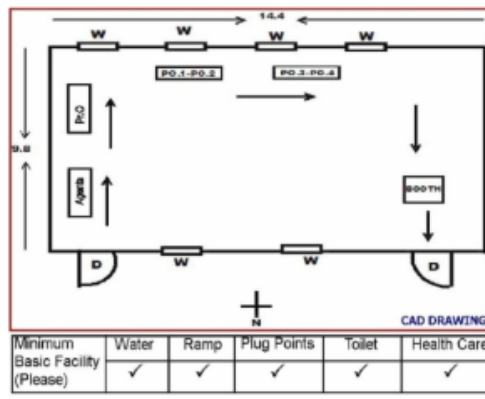 14.4
W W W W
PO.1-PO.2 PO.3-PO.4
Pr.O
9.8
Agents
BOOTH
D W W D
N
CAD DRAWING
Minimum Basic Facility (Please) Water Ramp Plug Points Toilet Health Care
✓ ✓ ✓ ✓ ✓